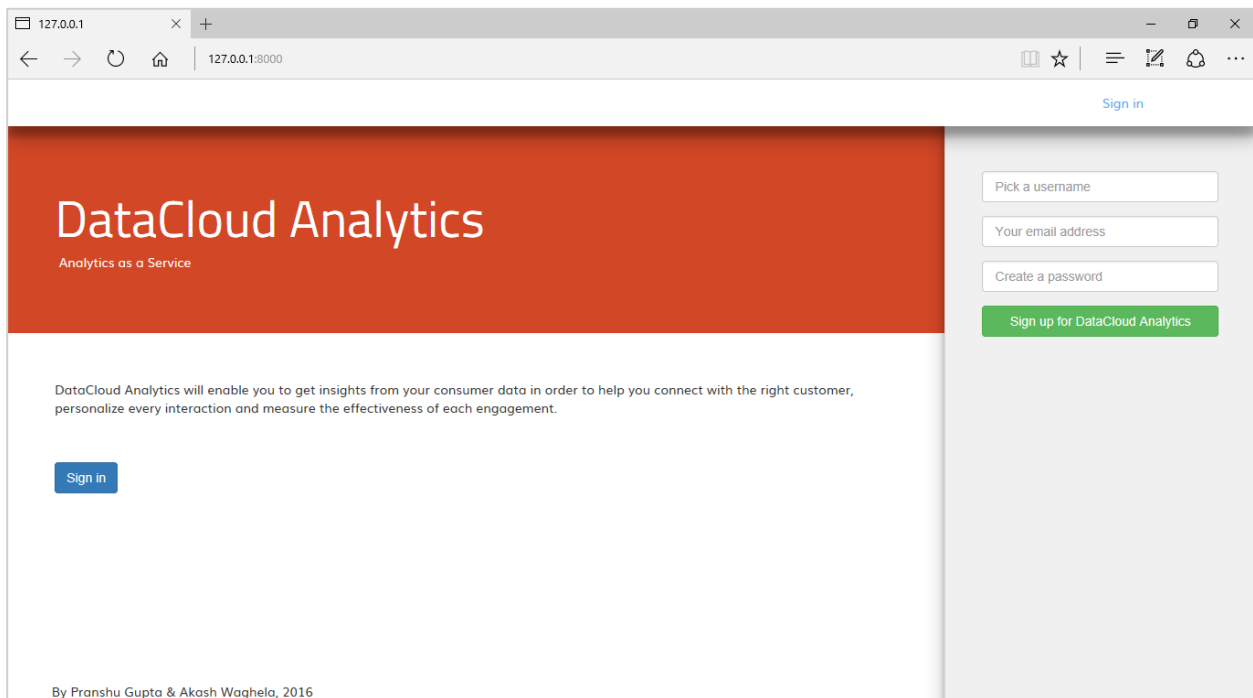 127.0.0.1
127.0.0.1:8000
Sign in
DataCloud Analytics
Analytics as a Service
Pick a username
Your email address
Create a password
Sign up for DataCloud Analytics
DataCloud Analytics will enable you to get insights from your consumer data in order to help you connect with the right customer,
personalize every interaction and measure the effectiveness of each engagement.
Sign in
By Pranshu Gupta & Akash Waghela, 2016